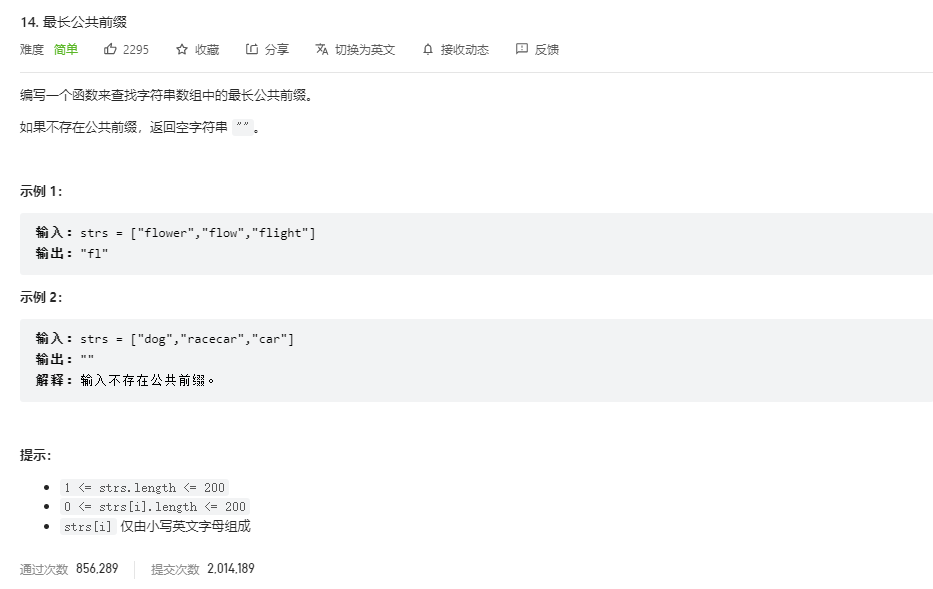 14. 最长公共前缀
难度 简单 2295 收藏 分享 切换为英文 接收动态 反馈
编写一个函数来查找字符串数组中的最长公共前缀。
如果不存在公共前缀，返回空字符串 ""。
示例 1：
输入：strs = ["flower","flow","flight"]
输出："fl"
示例 2：
输入：strs = ["dog","racecar","car"]
输出：""
解释：输入不存在公共前缀。
提示：
1 <= strs.length <= 200
0 <= strs[i].length <= 200
strs[i] 仅由小写英文字母组成
通过次数 856,289 提交次数 2,014,189